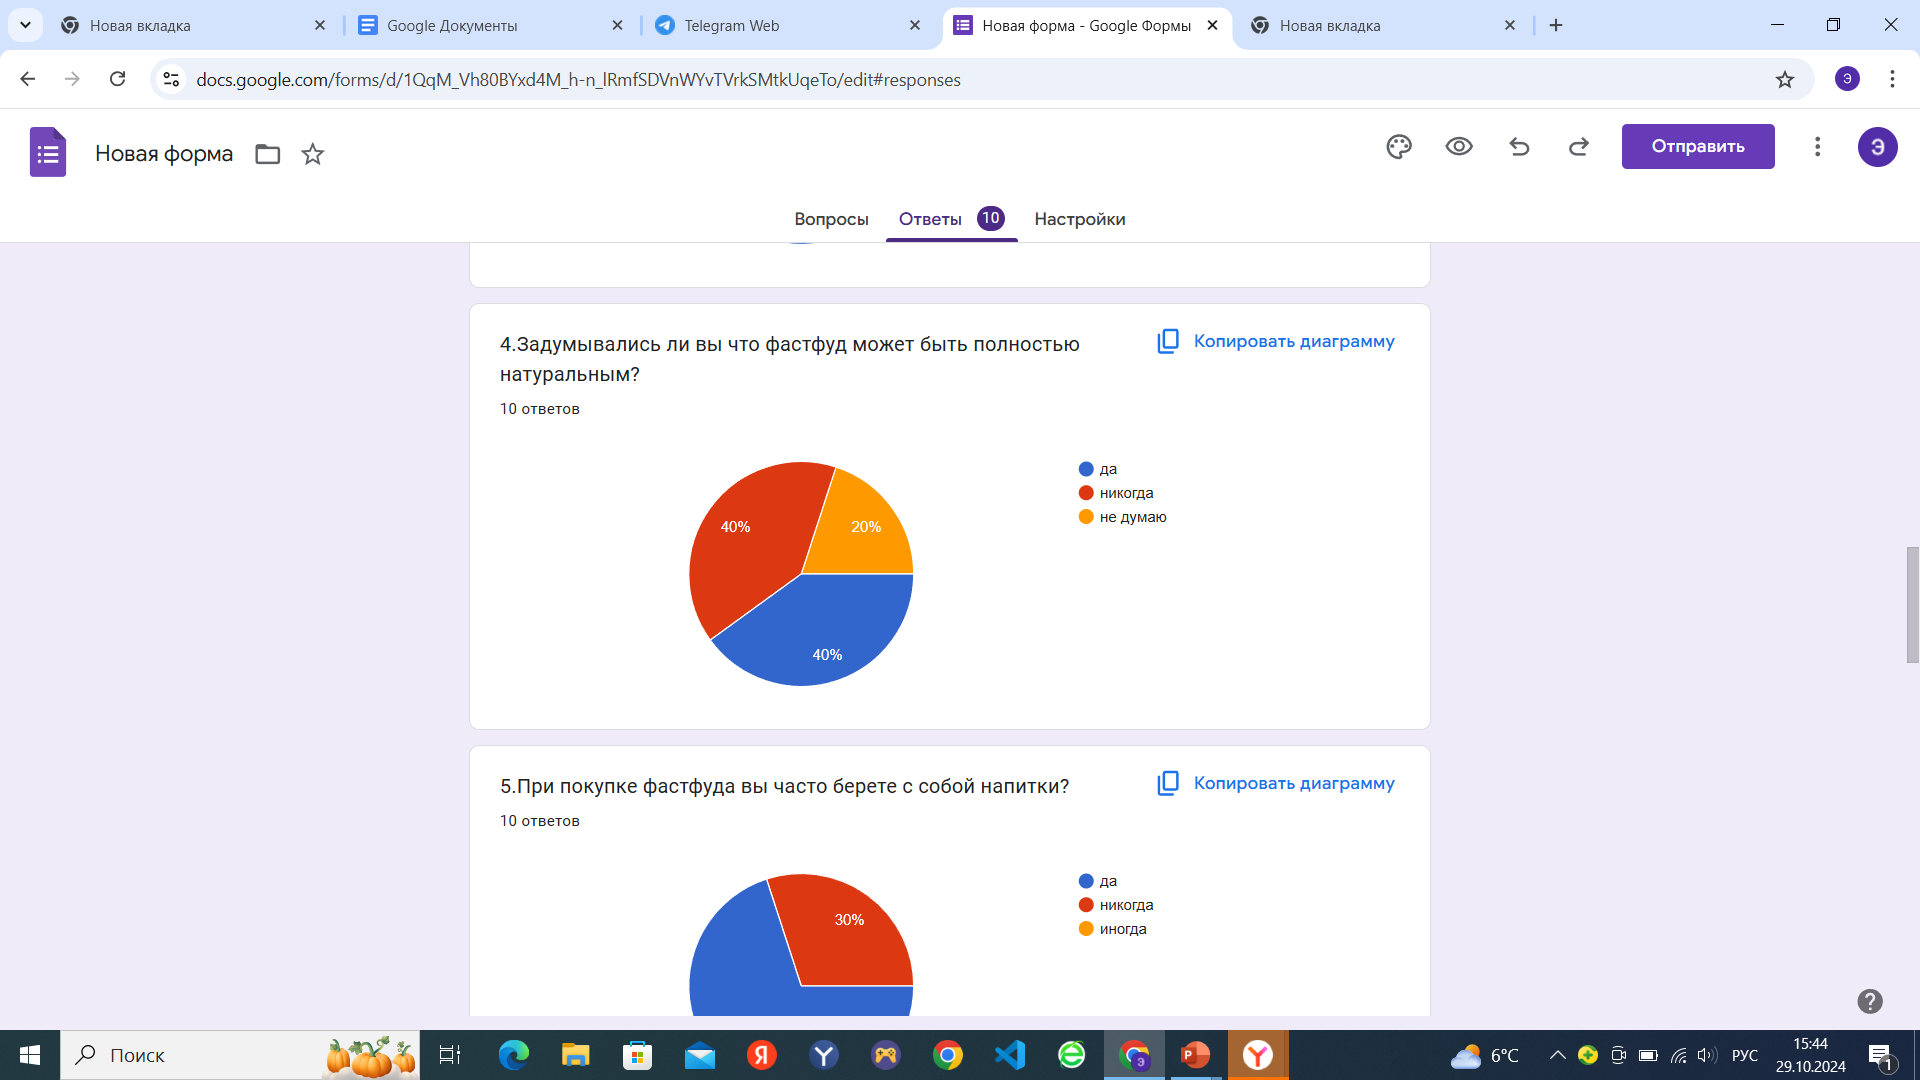 Новая вкладка
Google Документы
Telegram Web
Новая форма - Google Формы
Новая вкладка
docs.google.com/forms/d/1QqM_Vh80BYxd4M_h-n_lRmfSDVnWYvTVrkSMtkUqeTo/edit#responses
Э
Новая форма
Отправить
Э
Вопросы
Ответы 10
Настройки
4.Задумывались ли вы что фастфуд может быть полностью
натуральным?
Копировать диаграмму
10 ответов
да
никогда
не думаю
40%
20%
40%
5.При покупке фастфуда вы часто берете с собой напитки?
Копировать диаграмму
10 ответов
да
никогда
иногда
30%
Поиск
6°C
РУС
15:44
29.10.2024
1